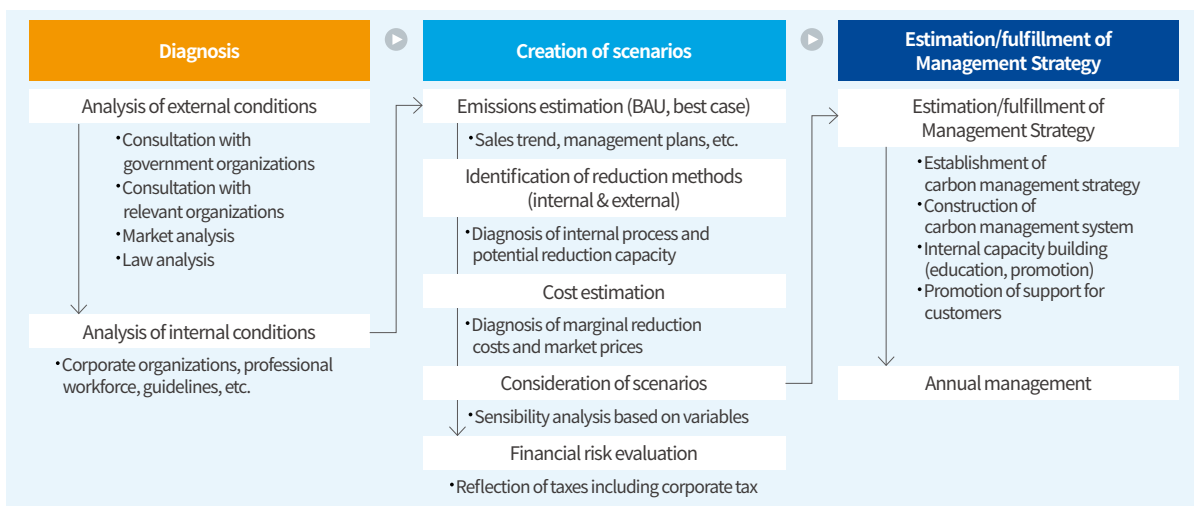 Diagnosis
Analysis of external conditions
•Consultation with
government organizations
•Consultation with
relevant organizations
•Market analysis
•Law analysis
Analysis of internal conditions
•Corporate organizations, professional
workforce, guidelines, etc.
Creation of scenarios
Emissions estimation (BAU, best case)
•Sales trend, management plans, etc.
Identification of reduction methods
(internal & external)
•Diagnosis of internal process and
potential reduction capacity
Cost estimation
•Diagnosis of marginal reduction
costs and market prices
Consideration of scenarios
•Sensibility analysis based on variables
Financial risk evaluation
•Reflection of taxes including corporate tax
Estimation/fulfillment of
Management Strategy
Estimation/fulfillment of
Management Strategy
•Establishment of
carbon management strategy
•Construction of
carbon management system
•Internal capacity building
(education, promotion)
•Promotion of support for
customers
Annual management